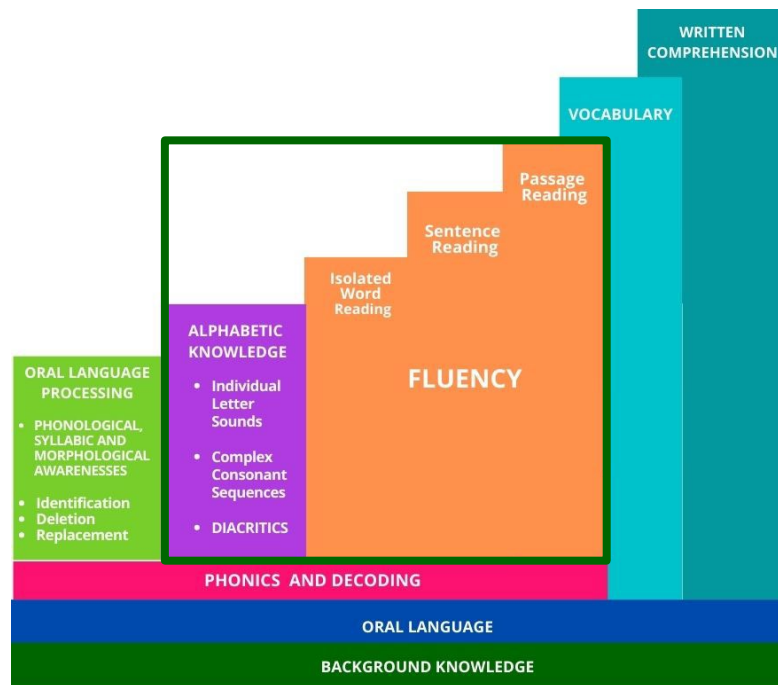 WRITTEN
COMPREHENSION
VOCABULARY
Passage
Reading
Sentence
Reading
Isolated
Word
Reading
ALPHABETIC
KNOWLEDGE
• Individual
Letter
Sounds
• Complex
Consonant
Sequences
• DIACRITICS
FLUENCY
ORAL LANGUAGE
PROCESSING
• PHONOLOGICAL,
SYLLABIC AND
MORPHOLOGICAL
AWARENESSES
• Identification
• Deletion
• Replacement
PHONICS AND DECODING
ORAL LANGUAGE
BACKGROUND KNOWLEDGE